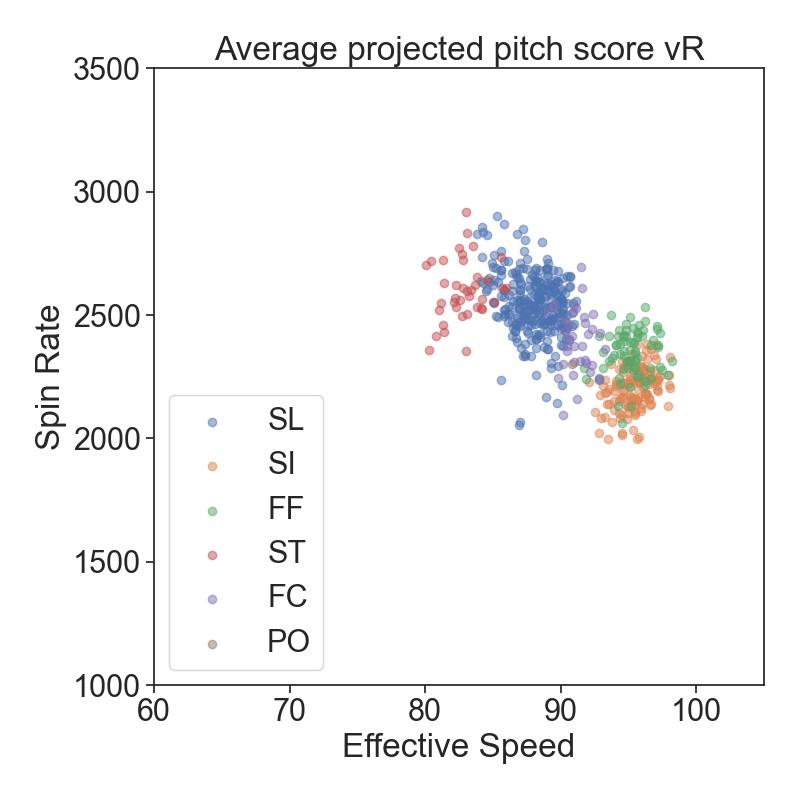 Average projected pitch score vR
3500
3000
2500
2000
1500
1000
Spin Rate
SL
SI
FF
ST
FC
PO
60
70
80
90
100
Effective Speed